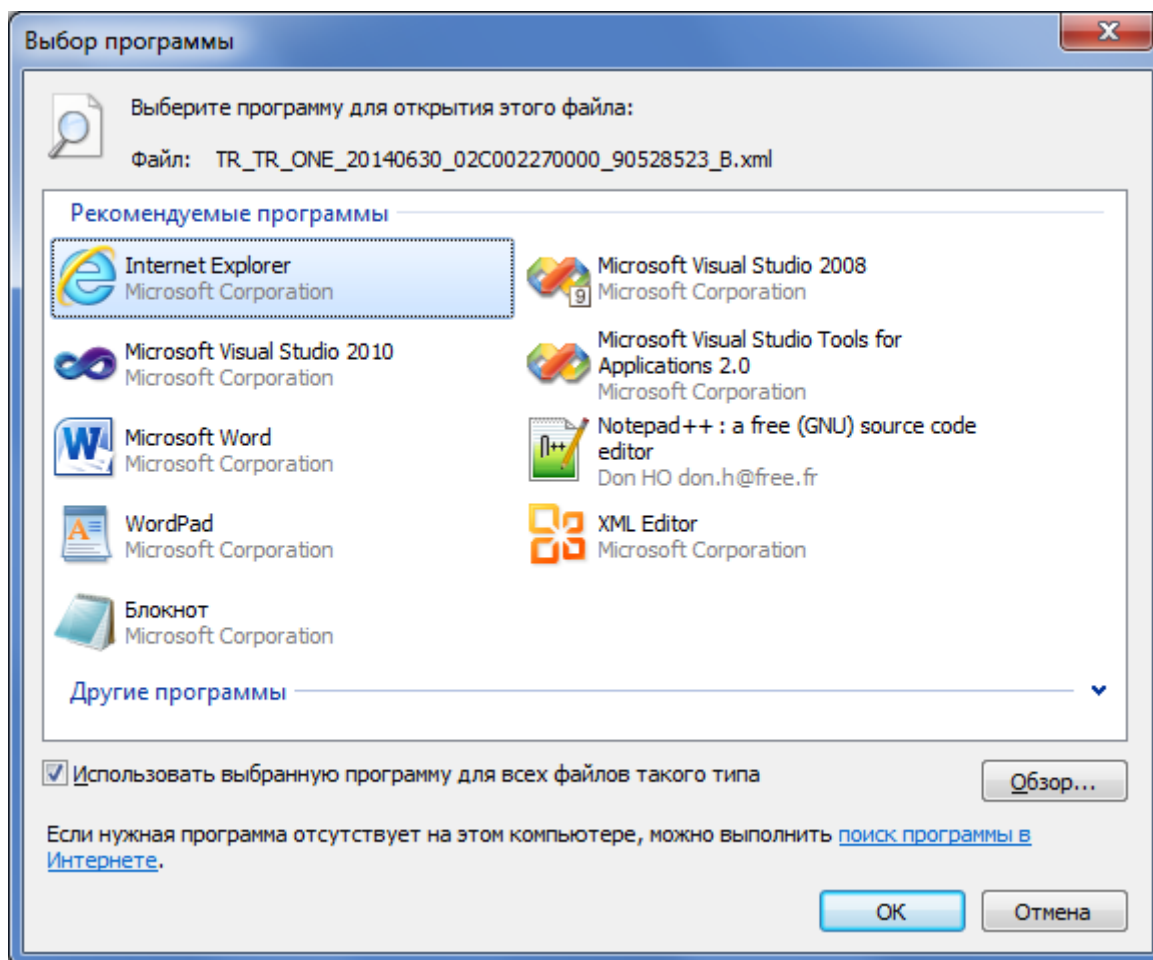 Выбор программы
Выберите программу для открытия этого файла:
Файл: TR_TR_ONE_20140630_02C002270000_90528523_B.xml
Рекомендуемые программы
Internet Explorer
Microsoft Corporation
Microsoft Visual Studio 2008
Microsoft Corporation
9
Microsoft Visual Studio 2010
Microsoft Corporation
Microsoft Visual Studio Tools for
Applications 2.0
Microsoft Corporation
Microsoft Word
Microsoft Corporation
Notepad++ : a free (GNU) source code
editor
Don HO don.h@free.fr
WordPad
Microsoft Corporation
XML Editor
Microsoft Corporation
Блокнот
Microsoft Corporation
Другие программы
Использовать выбранную программу для всех файлов такого типа
Обзор...
Если нужная программа отсутствует на этом компьютере, можно выполнить поиск программы в
Интернете.
ОК
Отмена